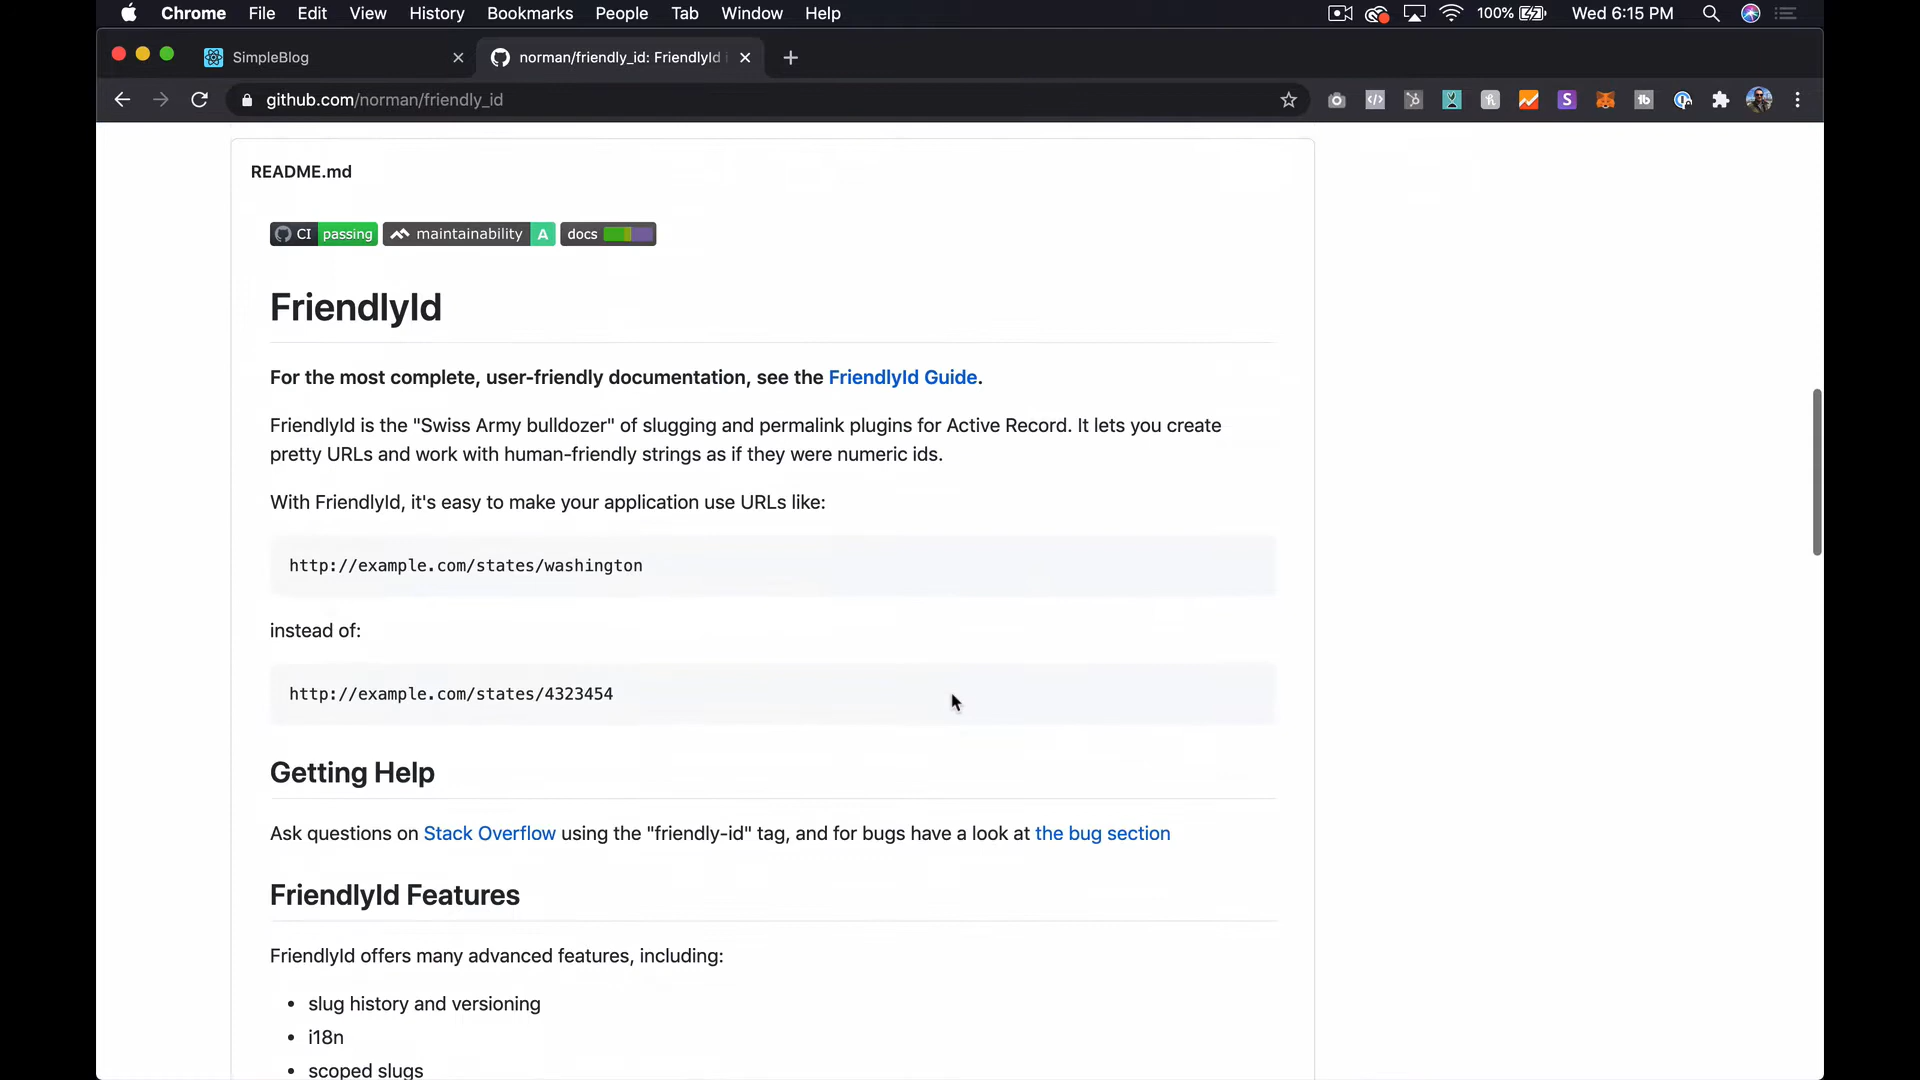 Chrome File Edit View History Bookmarks People Tab Window Help 100% Wed 6:15 PM
SimpleBlog norman/friendly_id: FriendlyId i
github.com/norman/friendly_id
README.md
CI passing maintainability A docs
FriendlyId
For the most complete, user-friendly documentation, see the FriendlyId Guide.
FriendlyId is the "Swiss Army bulldozer" of slugging and permalink plugins for Active Record. It lets you create
pretty URLs and work with human-friendly strings as if they were numeric ids.
With FriendlyId, it's easy to make your application use URLs like:
http://example.com/states/washington
instead of:
http://example.com/states/4323454
Getting Help
Ask questions on Stack Overflow using the "friendly-id" tag, and for bugs have a look at the bug section
FriendlyId Features
FriendlyId offers many advanced features, including:
• slug history and versioning
• i18n
• scoped slugs